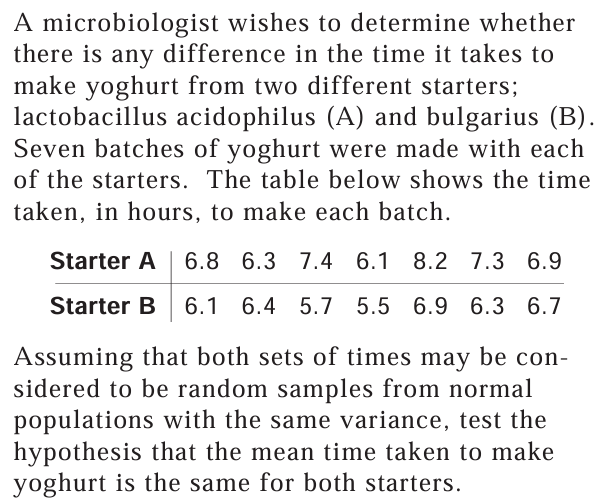 A microbiologist wishes to determine whether
there is any difference in the time it takes to
make yoghurt from two different starters;
lactobacillus acidophilus (A) and bulgarius (B).
Seven batches of yoghurt were made with each
of the starters. The table below shows the time
taken, in hours, to make each batch.
Starter A 6.8 6.3 7.4 6.1 8.2 7.3 6.9
Starter B 6.1 6.4 5.7 5.5 6.9 6.3 6.7
Assuming that both sets of times may be con-
sidered to be random samples from normal
populations with the same variance, test the
hypothesis that the mean time taken to make
yoghurt is the same for both starters.